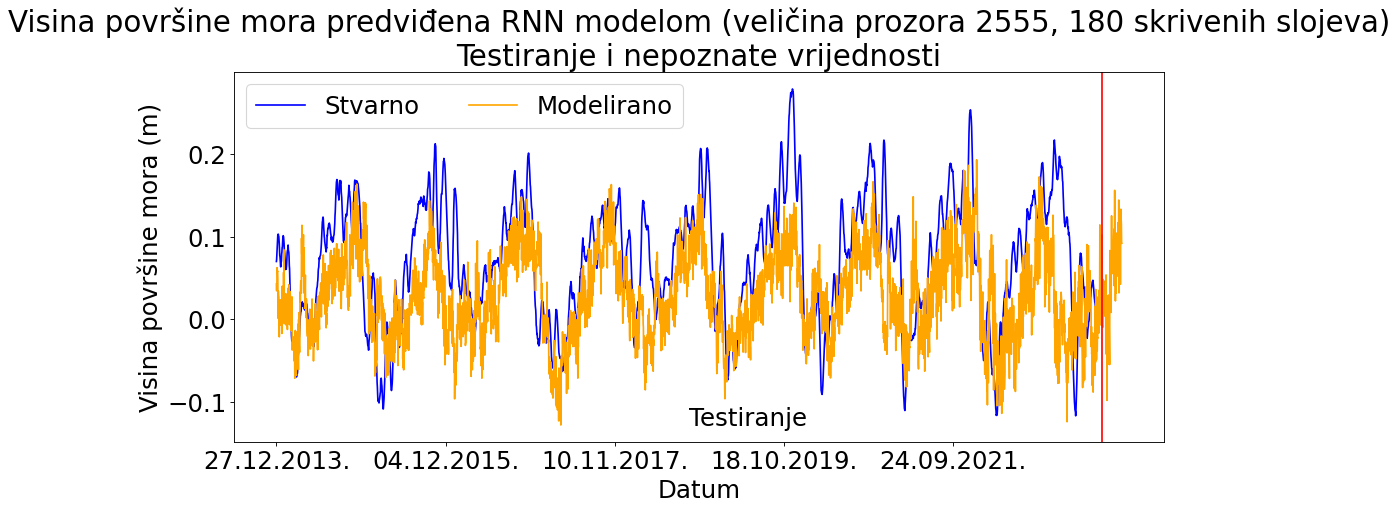 Visina površine mora predviđena RNN modelom (veličina prozora 2555, 180 skrivenih slojeva)
Testiranje i nepoznate vrijednosti
Stvarno Modelirano
Visina površine mora (m)
0.2
0.1
0.0
−0.1
Testiranje
27.12.2013. 04.12.2015. 10.11.2017. 18.10.2019. 24.09.2021.
Datum